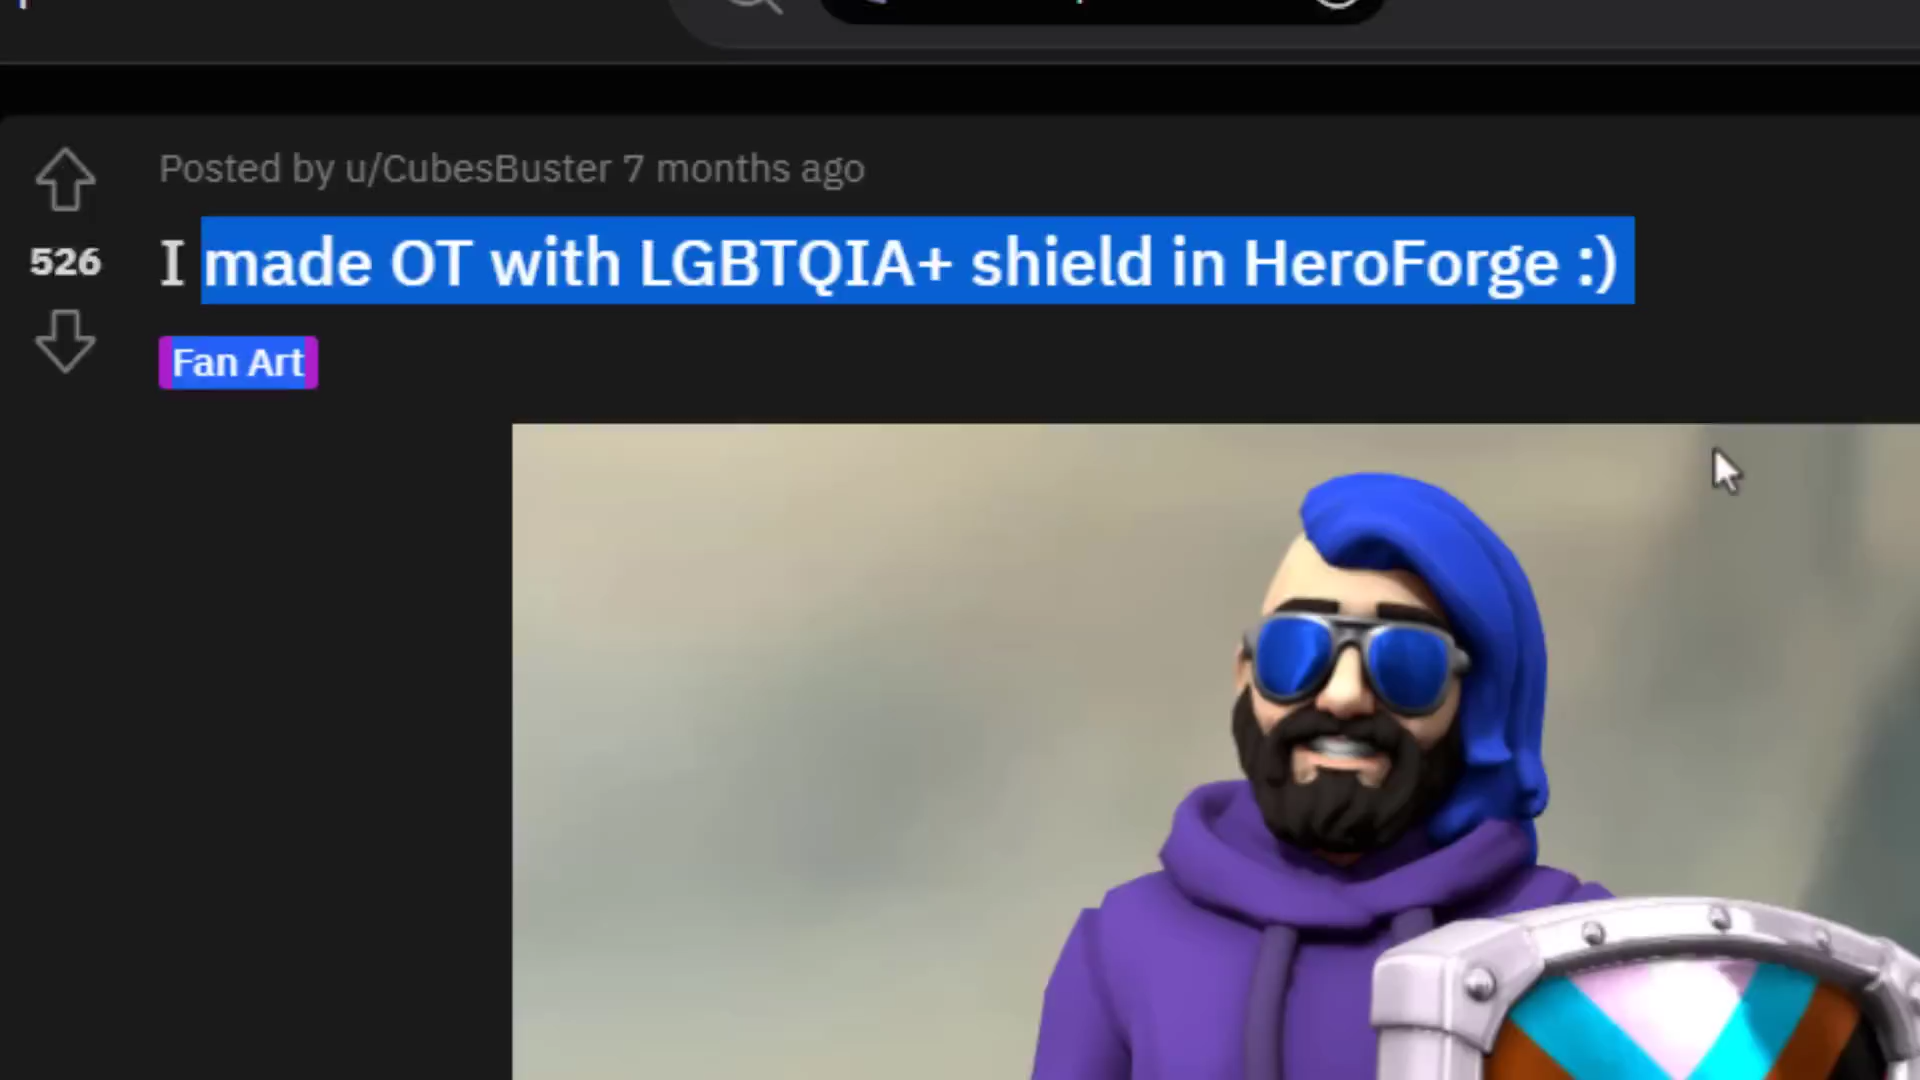 Posted by u/CubesBuster 7 months ago
526
I made OT with LGBTQIA+ shield in HeroForge :)
Fan Art